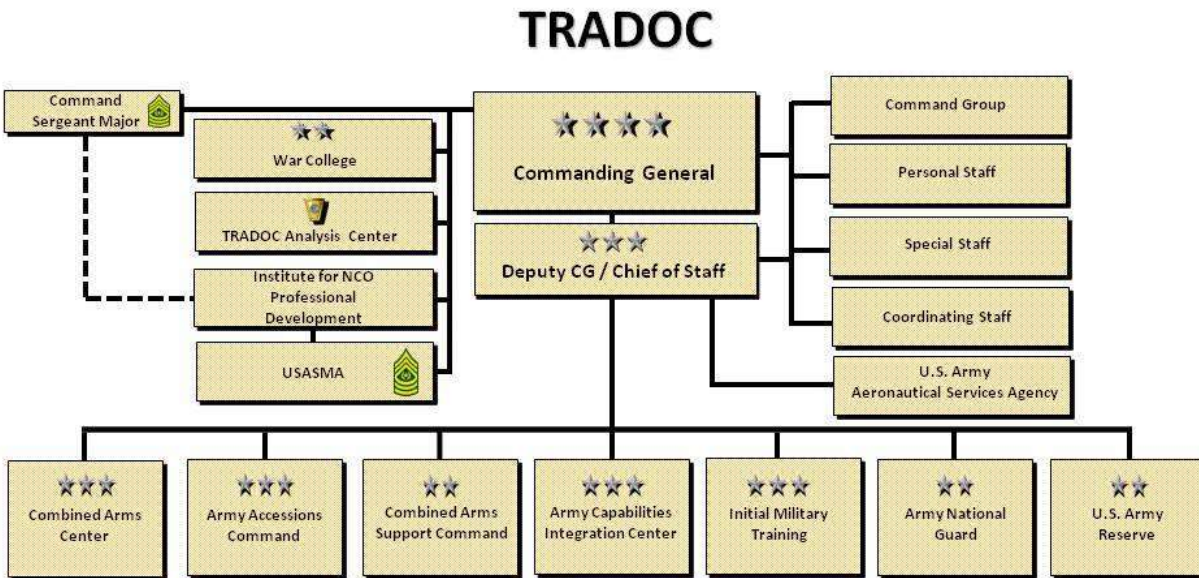 TRADOC
Command
Sergeant Major
War College
TRADOC Analysis Center
Institute for NCO
Professional
Development
USASMA
Commanding General
Deputy CG / Chief of Staff
Command Group
Personal Staff
Special Staff
Coordinating Staff
U.S. Army
Aeronautical Services Agency
Combined Arms
Center
Army Accessions
Command
Combined Arms
Support Command
Army Capabilities
Integration Center
Initial Military
Training
Army National
Guard
U.S. Army
Reserve